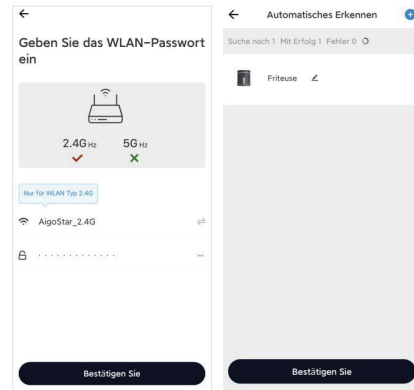 Geben Sie das WLAN-Passwort
ein
2.4G Hz 5G Hz
Nur für WLAN Typ 2.4G
AigoStar_2.4G
Bestätigen Sie
Automatisches Erkennen
Suche nach 1 Mit Erfolg 1 Fehler 0
Friteuse
Bestätigen Sie